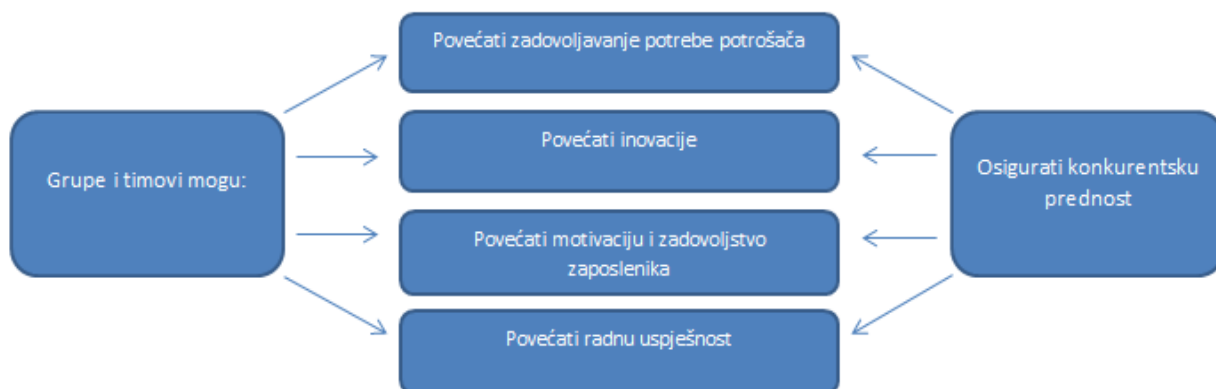 Povećati zadovoljavanje potrebe potrošača
Povećati inovacije
Grupe i timovi mogu:
Osigurati konkurentsku
prednost
Povećati motivaciju i zadovoljstvo
zaposlenika
Povećati radnu uspješnost